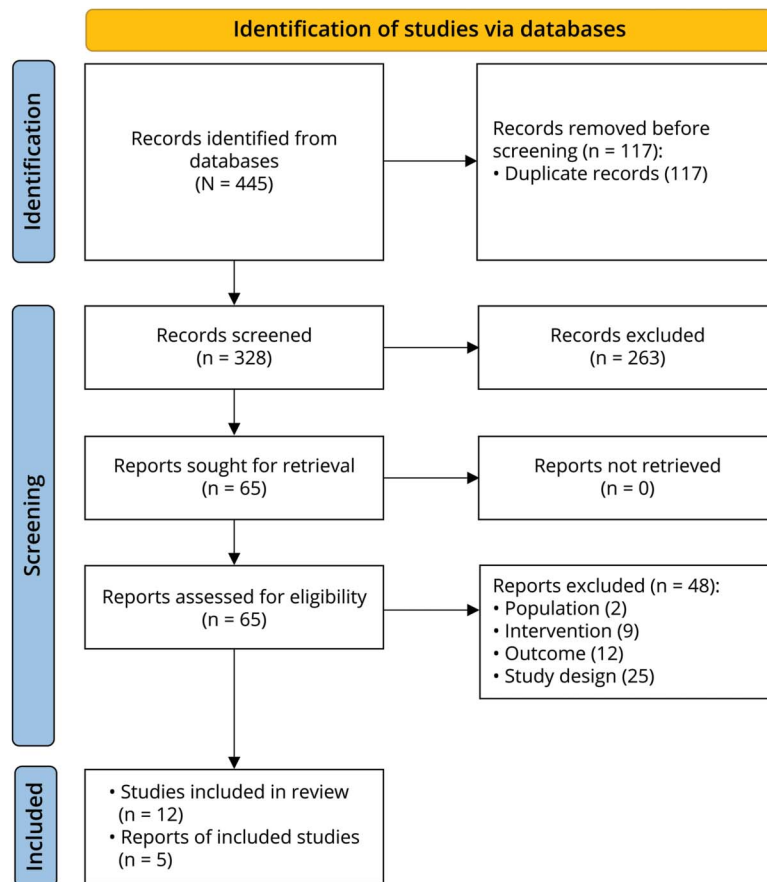 Identification of studies via databases
Identification
Records identified from
databases
(N = 445)
Records removed before
screening (n = 117):
• Duplicate records (117)
Screening
Records screened
(n = 328)
Records excluded
n = 263)
Reports sought for retrieval
(n = 65)
Reports not retrieved
(n = 0)
Reports assessed for eligibility
(n = 65)
Reports excluded (n = 48):
• Population (2)
• Intervention (9)
• Outcome (12)
• Study design (25)
Included
• Studies included in review
(n = 12)
• Reports of included studies
(n = 5)